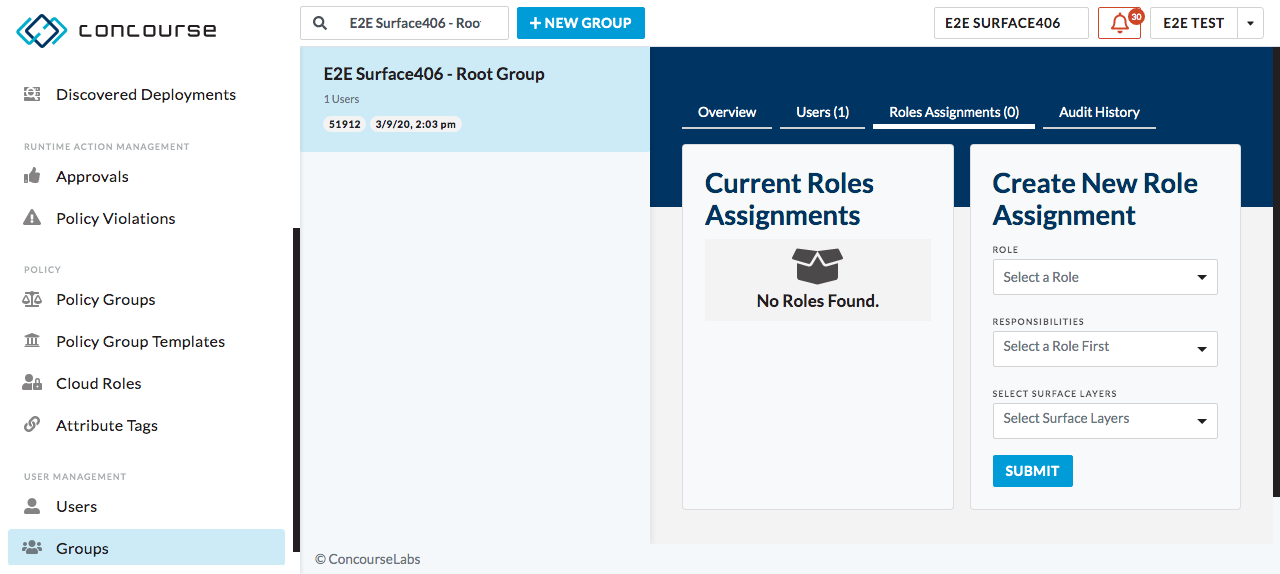 concourse
E2E Surface406 - Roo
+ NEW GROUP
E2E SURFACE406
30
E2E TEST
Discovered Deployments
RUNTIME ACTION MANAGEMENT
Approvals
Policy Violations
POLICY
Policy Groups
Policy Group Templates
Cloud Roles
Attribute Tags
USER MANAGEMENT
Users
Groups
E2E Surface406 - Root Group
1 Users
51912 3/9/20, 2:03 pm
Overview Users (1) Roles Assignments (0) Audit History
Current Roles
Assignments
No Roles Found.
Create New Role
Assignment
ROLE
Select a Role
RESPONSIBILITIES
Select a Role First
SELECT SURFACE LAYERS
Select Surface Layers
SUBMIT
© ConcourseLabs